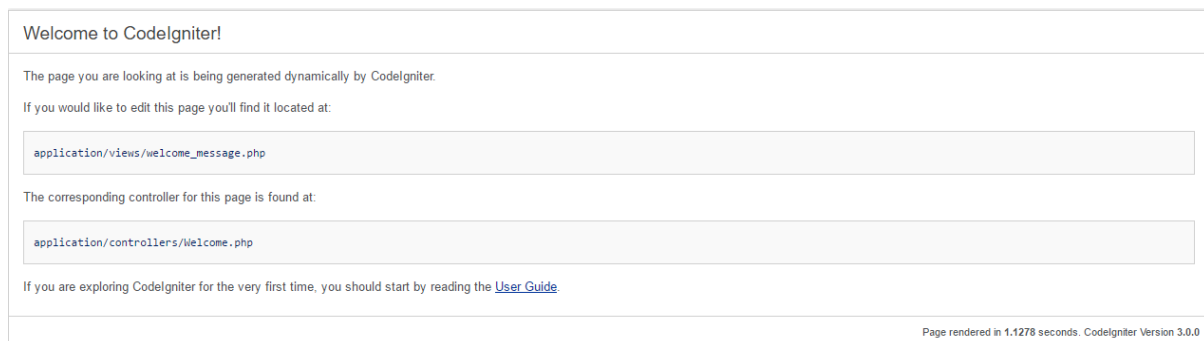 Welcome to CodeIgniter!
The page you are looking at is being generated dynamically by CodeIgniter.
If you would like to edit this page you'll find it located at:
application/views/welcome_message.php
The corresponding controller for this page is found at:
application/controllers/Welcome.php
If you are exploring CodeIgniter for the very first time, you should start by reading the User Guide.
Page rendered in 1.1278 seconds. CodeIgniter Version 3.0.0